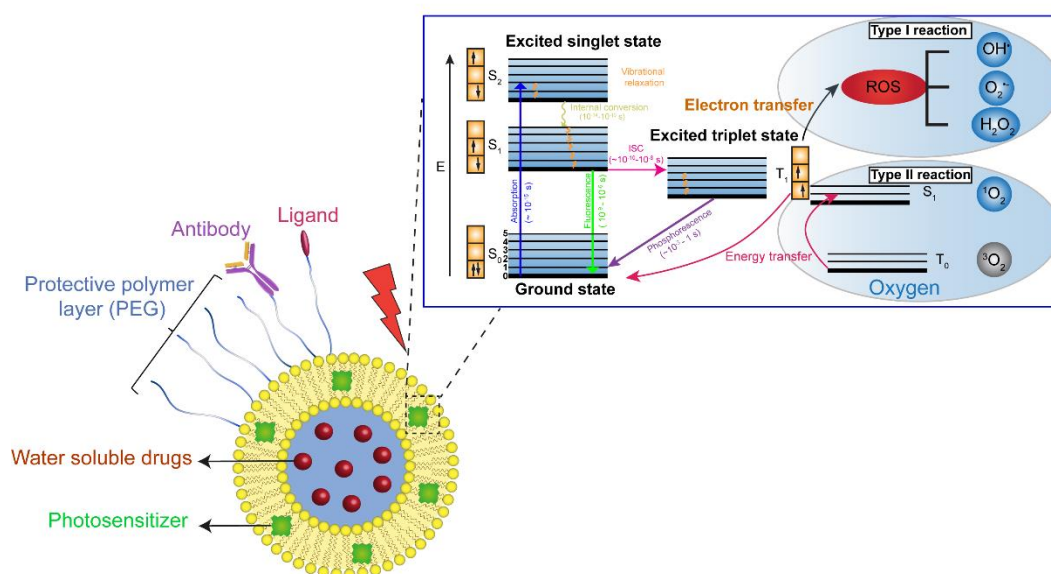 Excited singlet state
Type I reaction
OH•
S2
Vibrational
relaxation
ROS
O2•−
Electron transfer
Internal conversion
Excited triplet state
H2O2
E
S1
ISC
T1
Type II reaction
S1
1O2
Absorption
Fluorescence
Phosphorescence
(~10-3- 1 s)
Energy transfer
T0
3O2
S0
5
4
3
2
1
0
Ground state
Oxygen
Ligand
Antibody
Protective polymer
layer (PEG)
Water soluble drugs
Photosensitizer